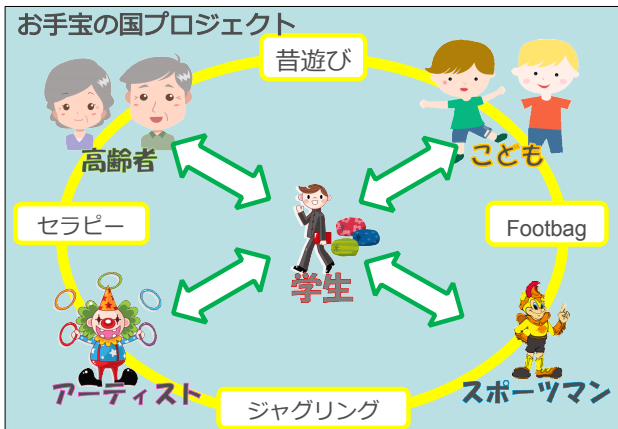 お手宝の国プロジェクト
昔遊び
高齢者
こども
セラピー
Footbag
学生
アーティスト
スポーツマン
ジャグリング